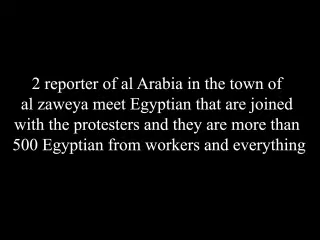 2 reporter of al Arabia in the town of
al zaweya meet Egyptian that are joined
with the protesters and they are more than
500 Egyptian from workers and everything